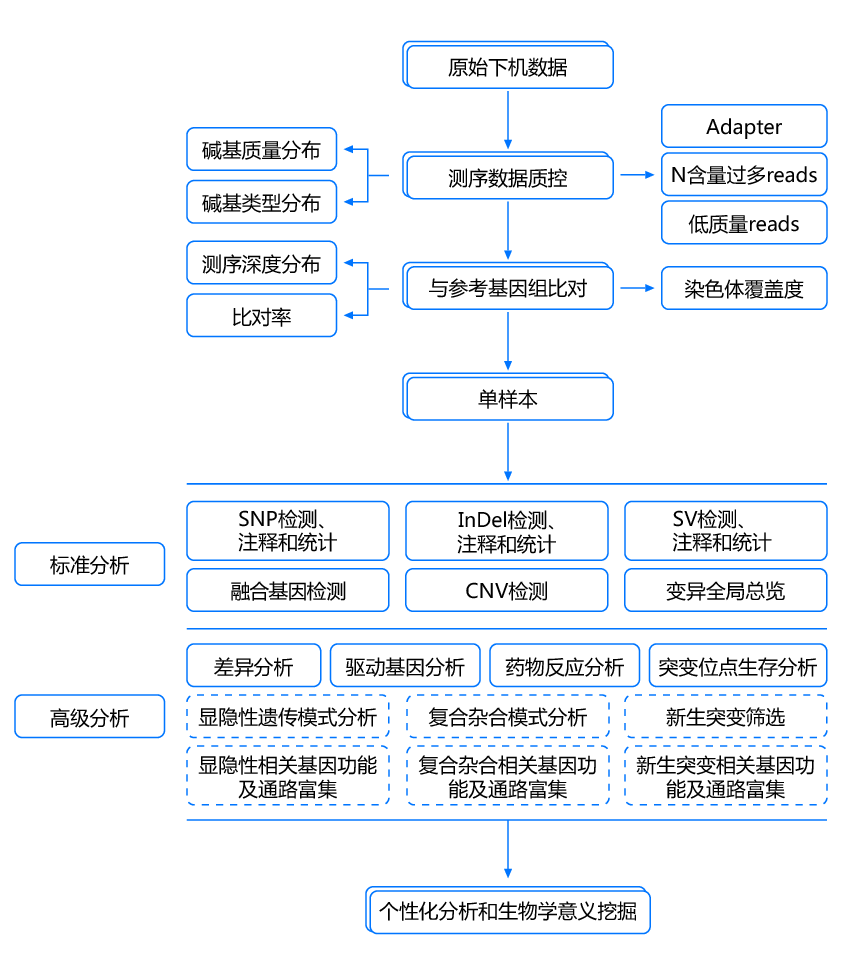 原始下机数据
碱基质量分布
碱基类型分布
测序数据质控
Adapter
N含量过多reads
低质量reads
测序深度分布
比对率
与参考基因组比对
染色体覆盖度
单样本
标准分析
SNP检测、
注释和统计
InDel检测、
注释和统计
SV检测、
注释和统计
融合基因检测
CNV检测
变异全局总览
高级分析
差异分析
驱动基因分析
药物反应分析
突变位点生存分析
显隐性遗传模式分析
复合杂合模式分析
新生突变筛选
显隐性相关基因功能
及通路富集
复合杂合相关基因功
能及通路富集
新生突变相关基因功
能及通路富集
个性化分析和生物学意义挖掘